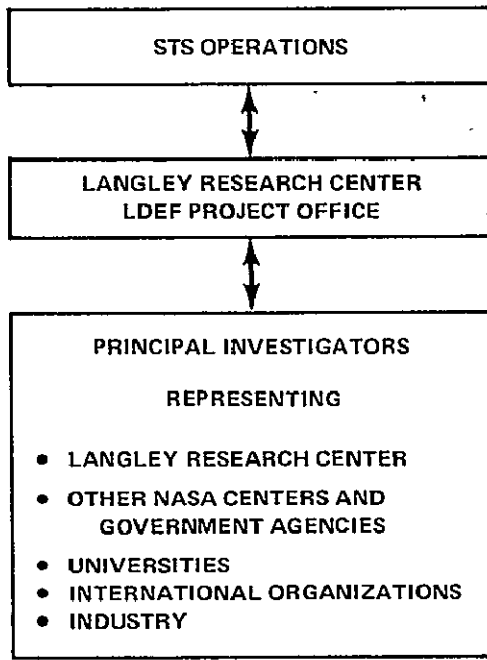 STS OPERATIONS
LANGLEY RESEARCH CENTER
LDEF PROJECT OFFICE
PRINCIPAL INVESTIGATORS
REPRESENTING
• LANGLEY RESEARCH CENTER
• OTHER NASA CENTERS AND
GOVERNMENT AGENCIES
• UNIVERSITIES
• INTERNATIONAL ORGANIZATIONS
• INDUSTRY